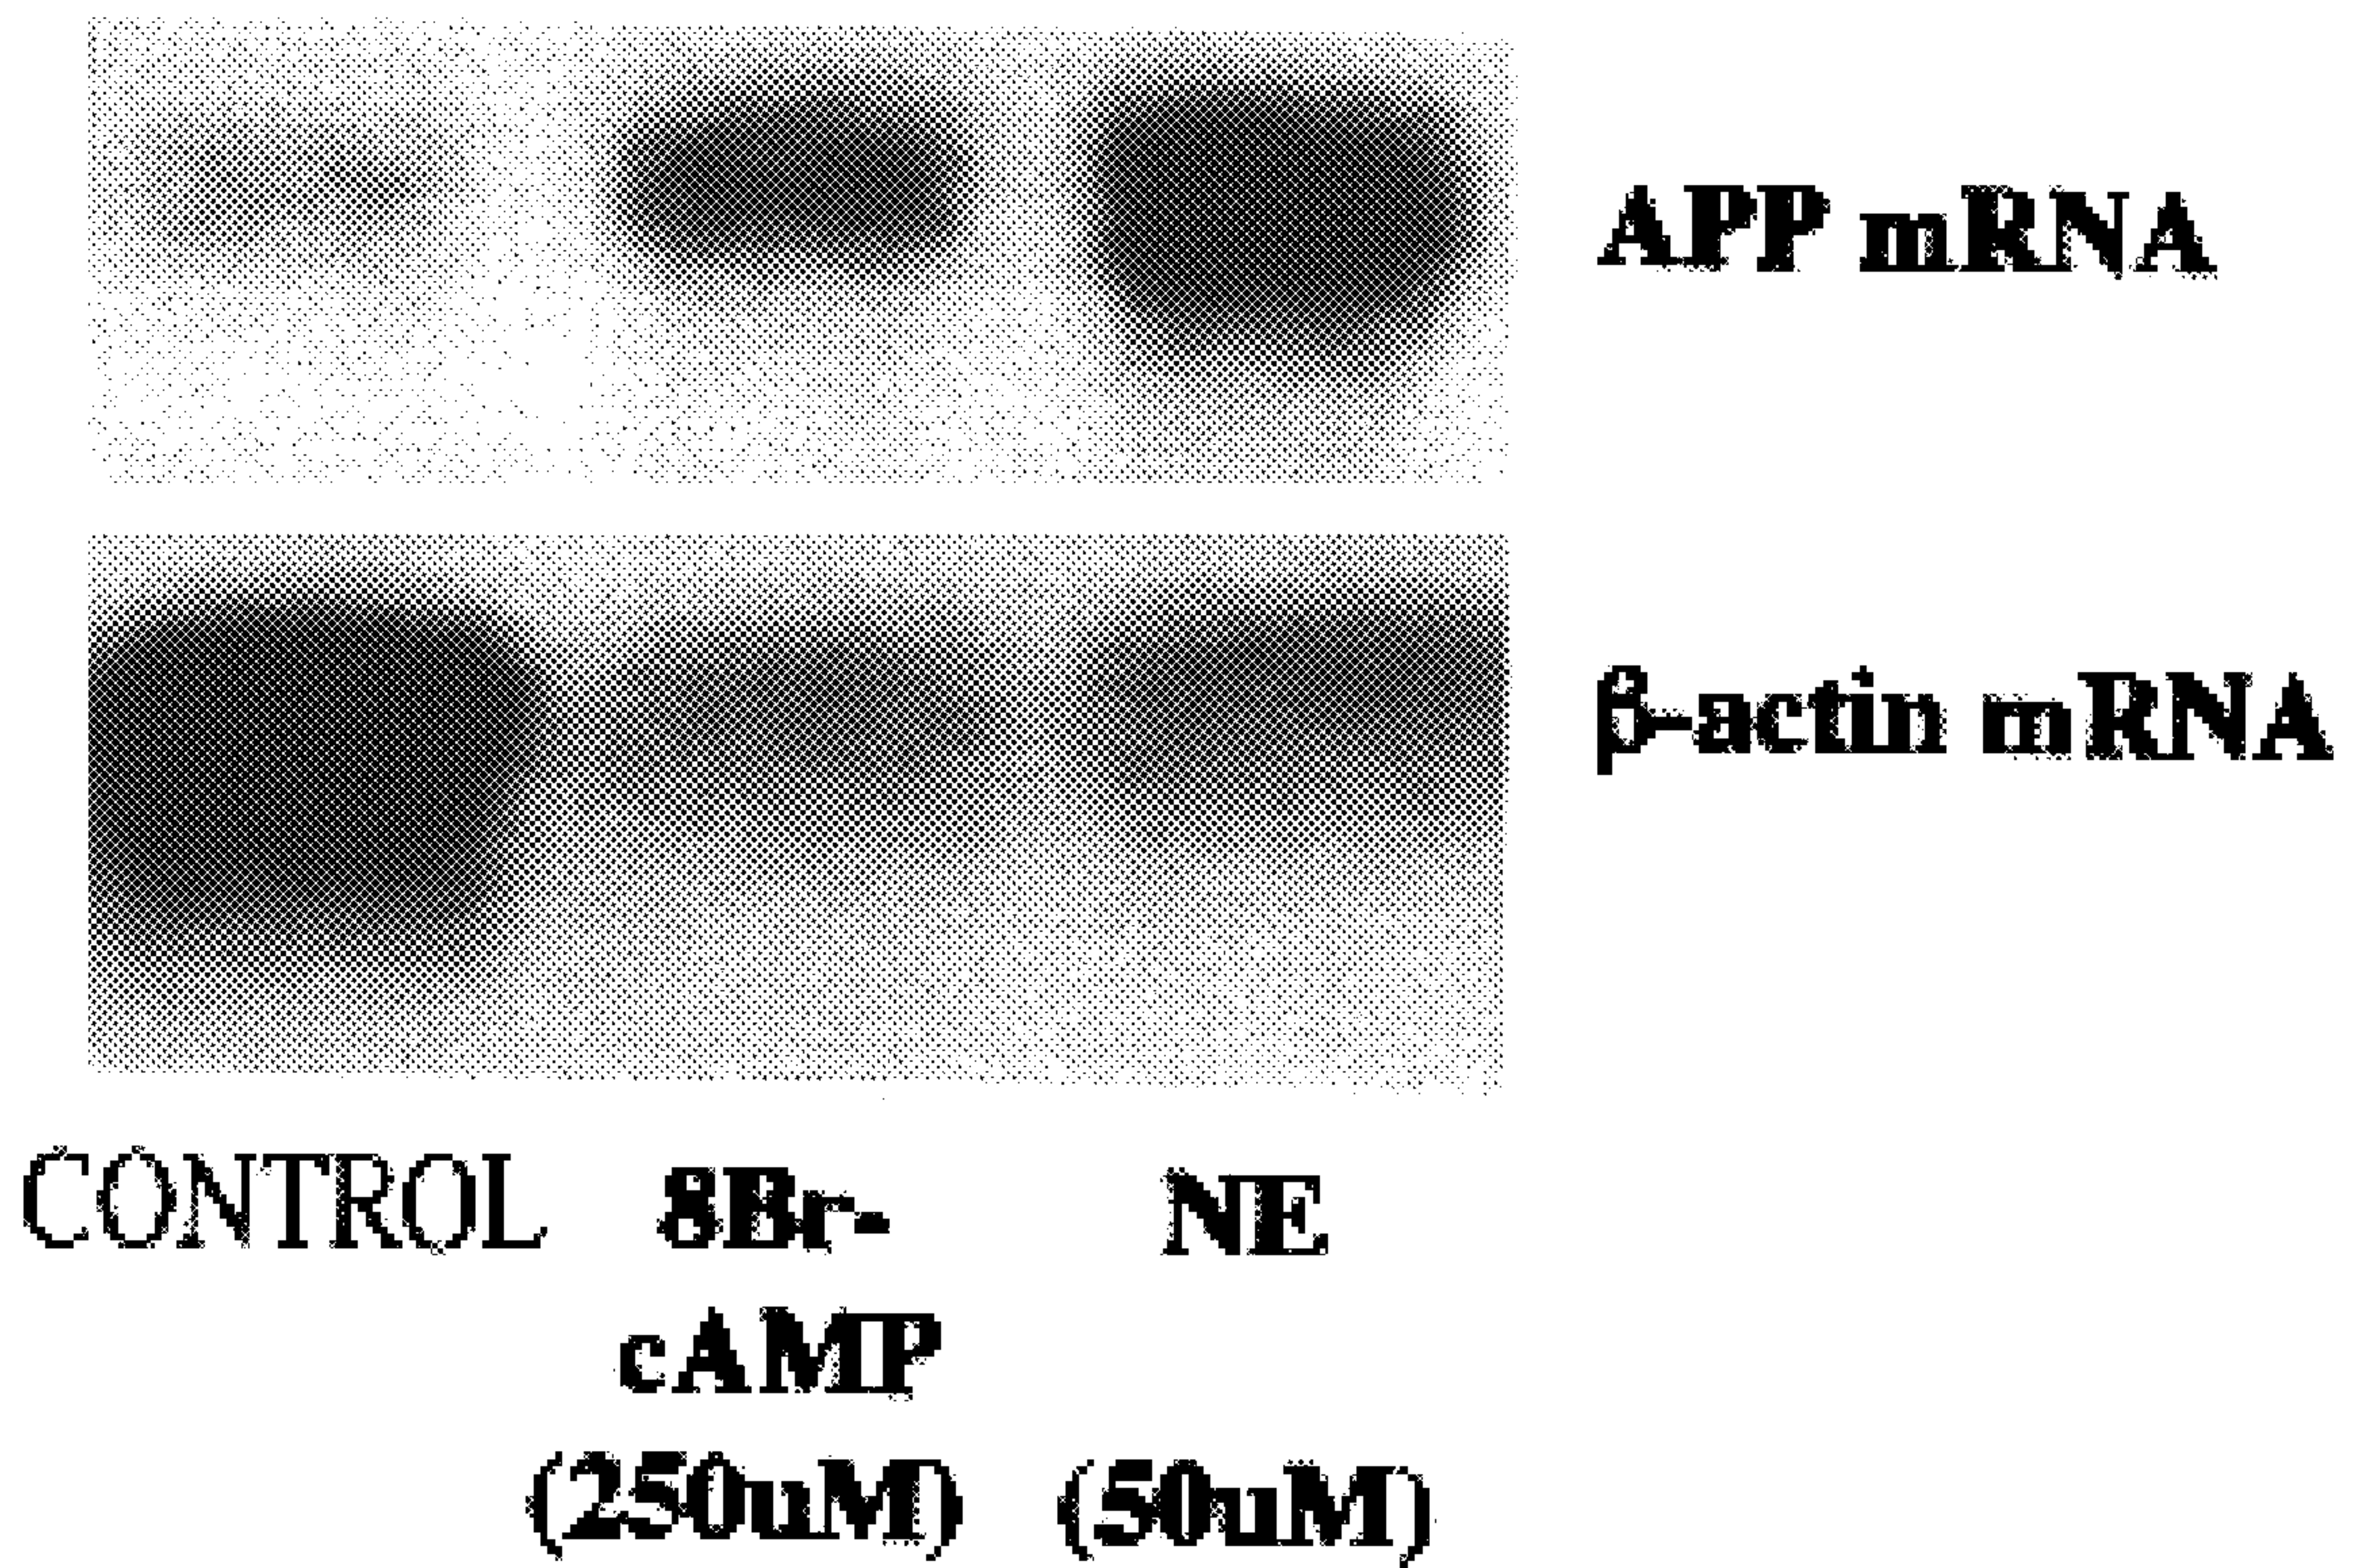 APP mRNA
β-actin mRNA
CONTROL 8Br- NE
cAMP
(250uM) (50uM)